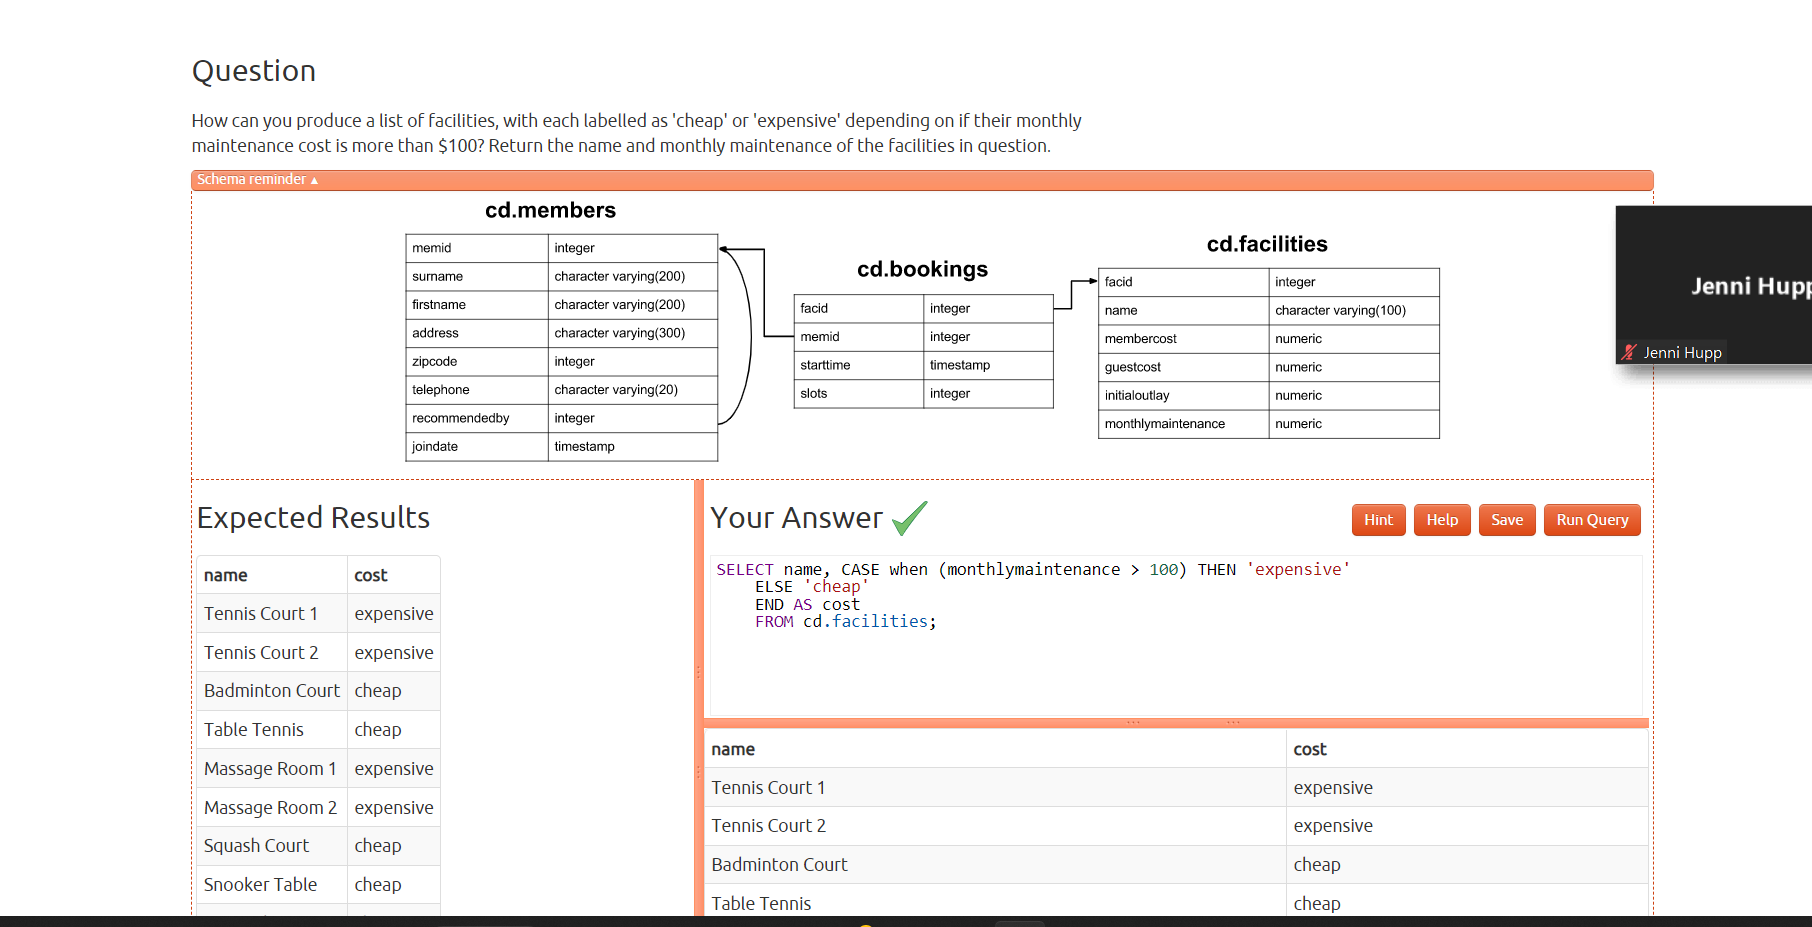 Question
How can you produce a list of facilities, with each labelled as 'cheap' or 'expensive' depending on if their monthly
maintenance cost is more than $100? Return the name and monthly maintenance of the facilities in question.
Schema reminder ▲
cd.members
memid integer
surname character varying(200)
firstname character varying(200)
address character varying(300)
zipcode integer
telephone character varying(20)
recommendedby integer
joindate timestamp
cd.bookings
facid integer
memid integer
starttime timestamp
slots integer
cd.facilities
facid integer
name character varying(100)
membercost numeric
guestcost numeric
initialoutlay numeric
monthlymaintenance numeric
Jenni Hupp
Jenni Hupp
Expected Results
name cost
Tennis Court 1 expensive
Tennis Court 2 expensive
Badminton Court cheap
Table Tennis cheap
Massage Room 1 expensive
Massage Room 2 expensive
Squash Court cheap
Snooker Table cheap
Your Answer
Hint Help Save Run Query
SELECT name, CASE when (monthlymaintenance > 100) THEN 'expensive'
ELSE 'cheap'
END AS cost
FROM cd.facilities;
name cost
Tennis Court 1 expensive
Tennis Court 2 expensive
Badminton Court cheap
Table Tennis cheap